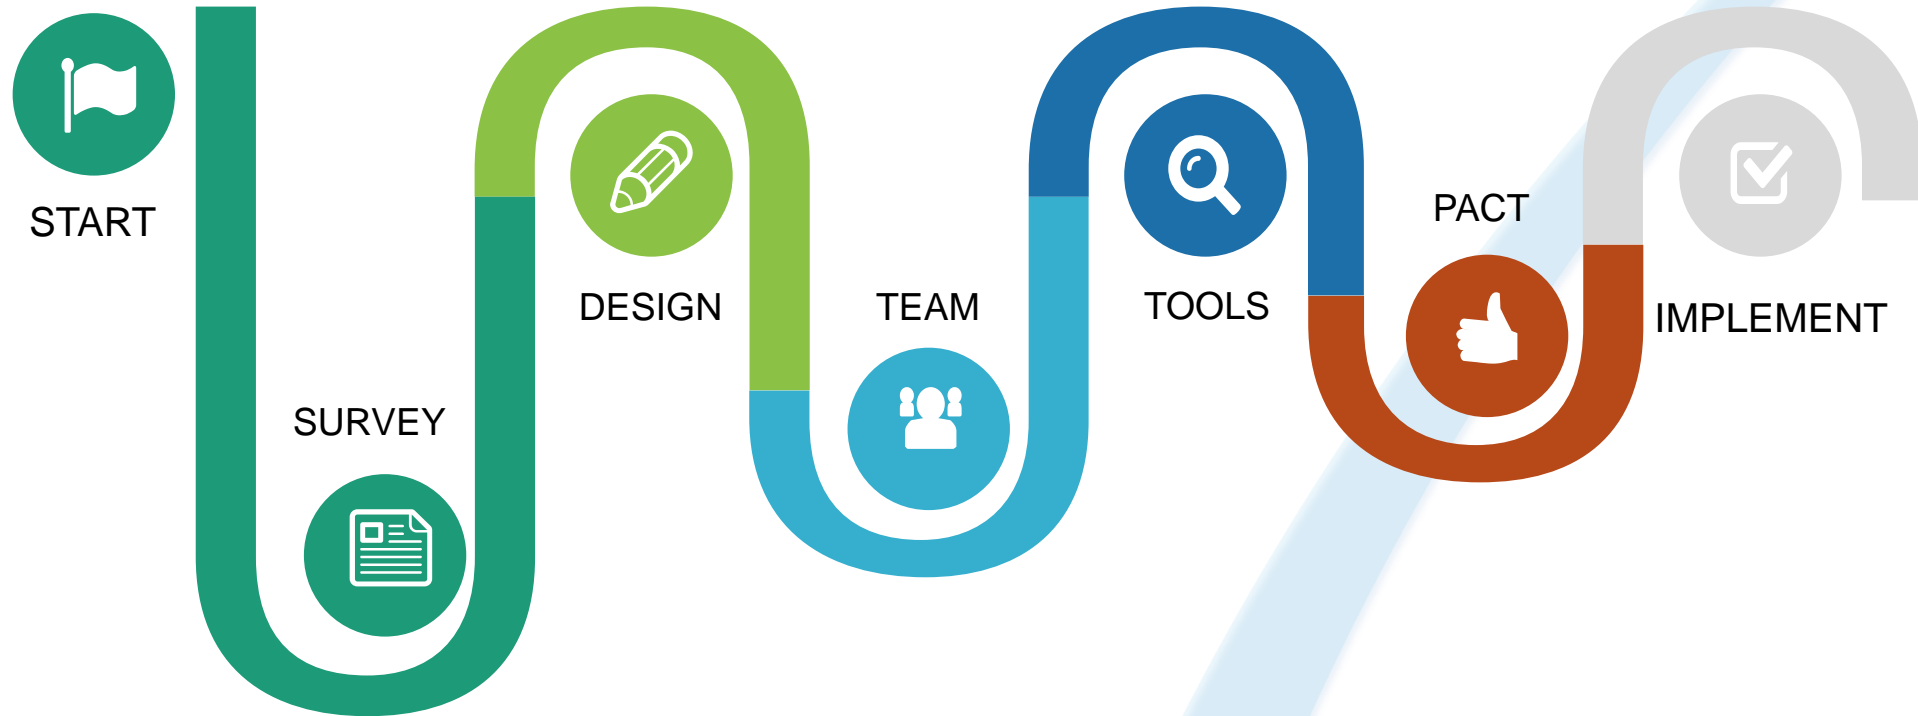 START
SURVEY
DESIGN
TEAM
TOOLS
PACT
IMPLEMENT